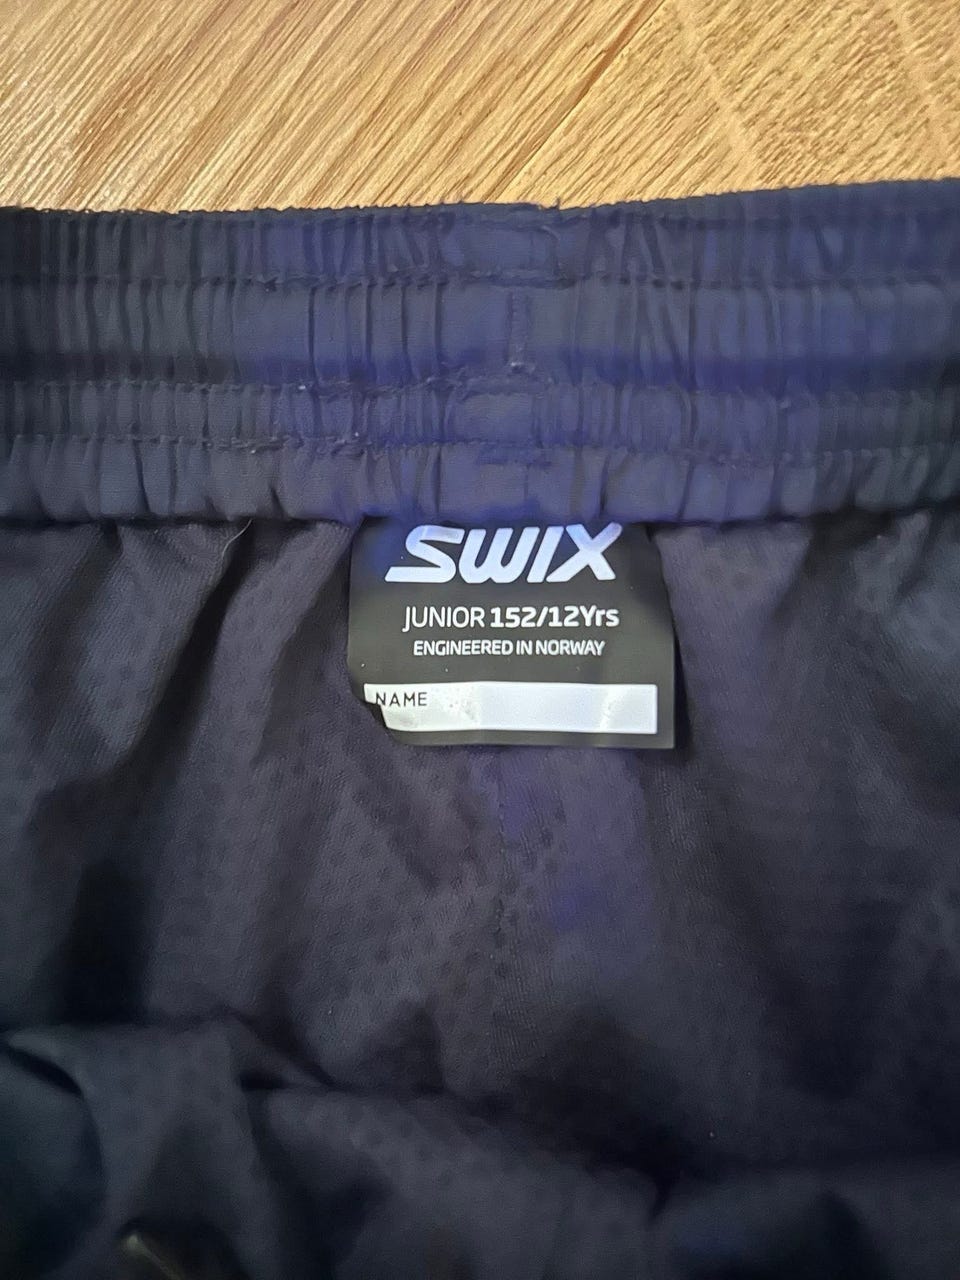 SWIX
JUNIOR 152/12Yrs
ENGINEERED IN NORWAY
NAME